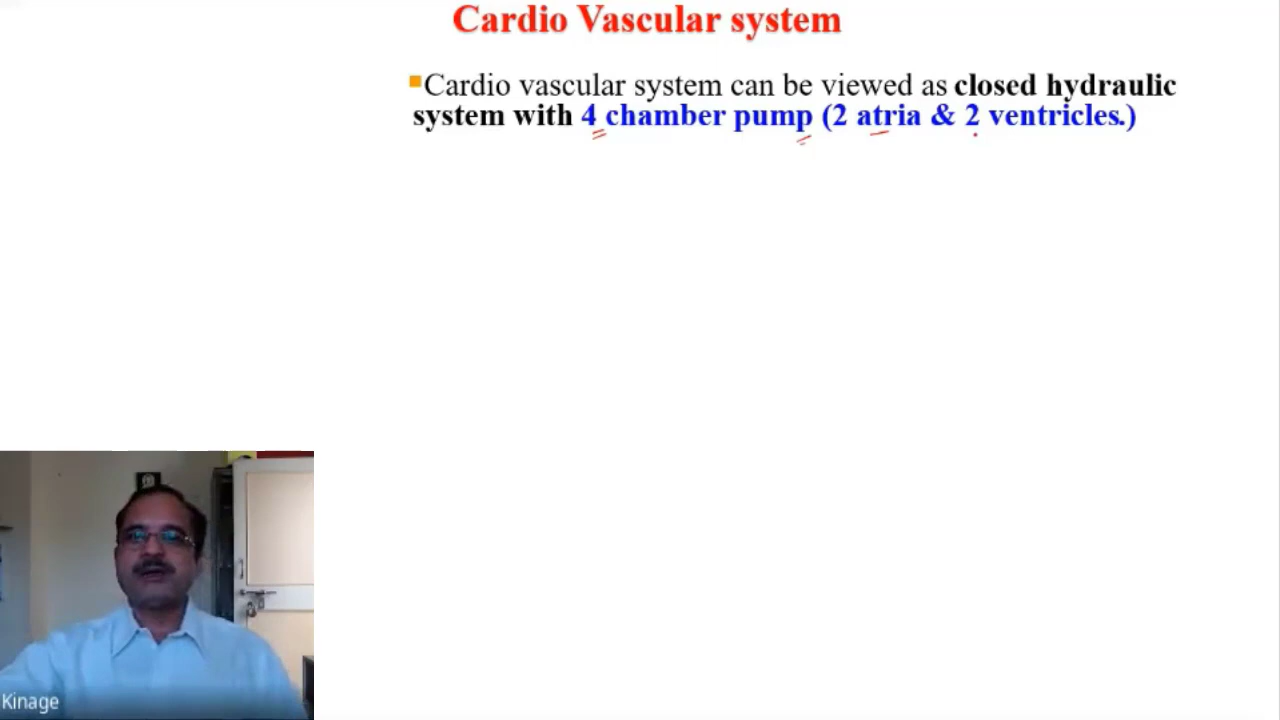 Cardio Vascular system
Cardio vascular system can be viewed as closed hydraulic
system with 4 chamber pump (2 atria & 2 ventricles.)
Kinage